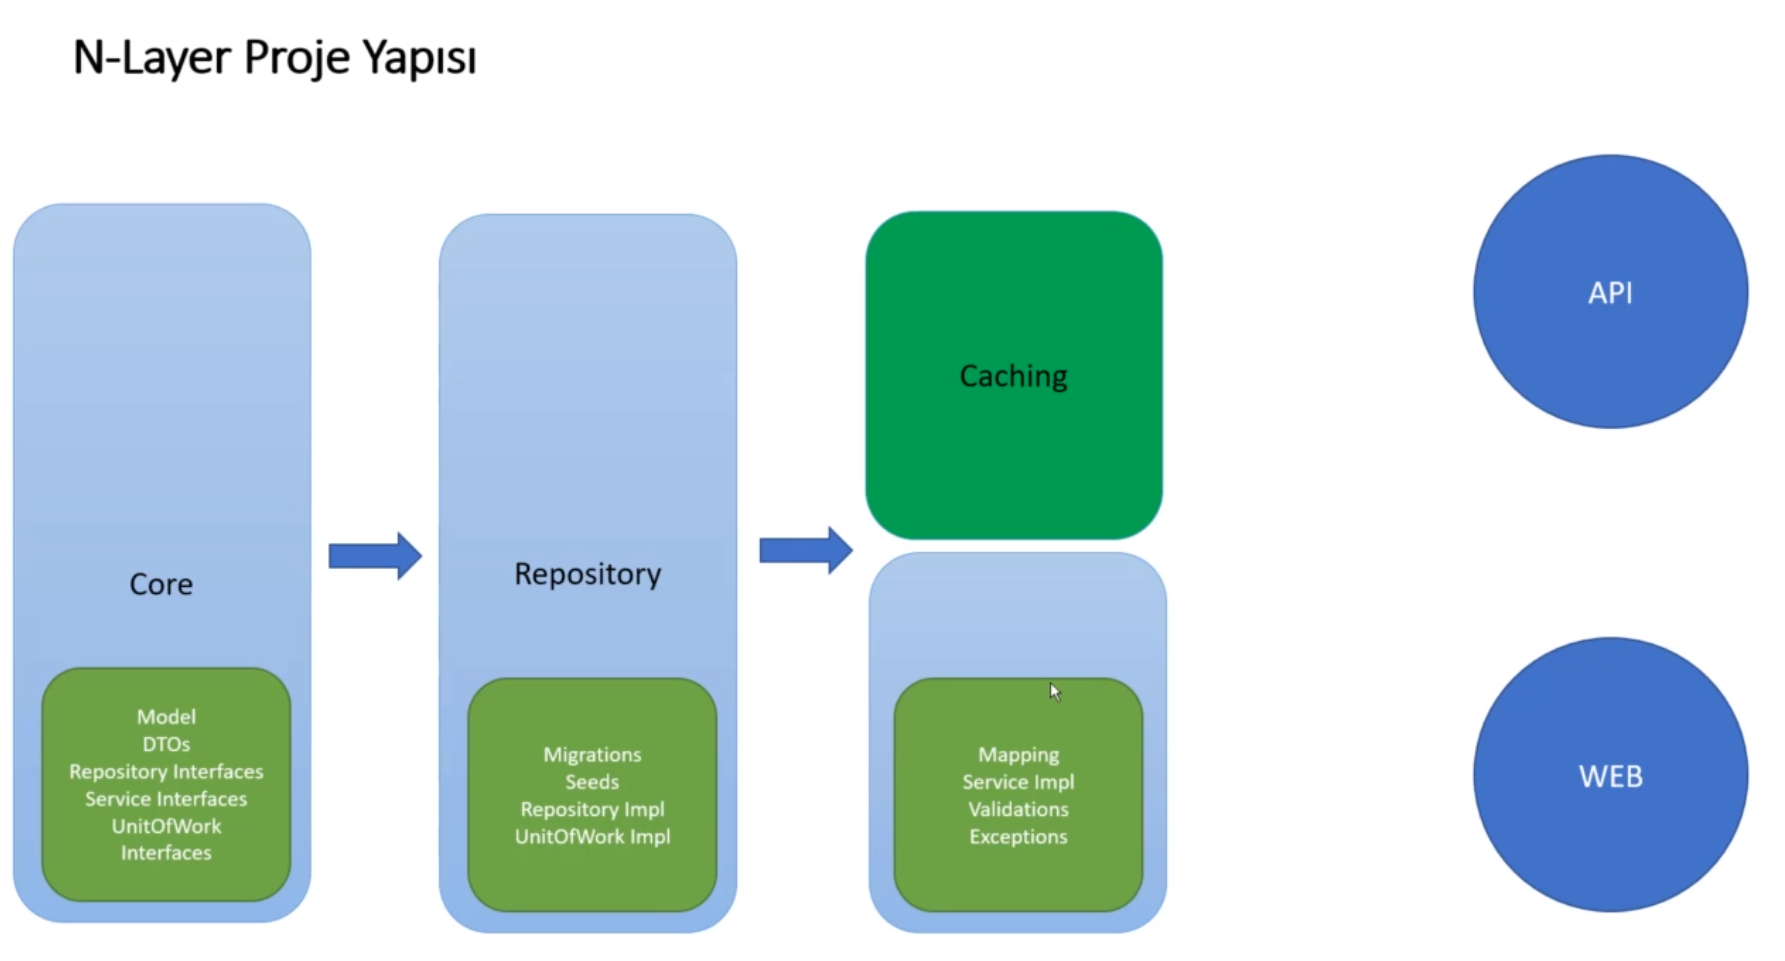 N-Layer Proje Yapısı
Core
Model
DTOs
Repository Interfaces
Service Interfaces
UnitOfWork
Interfaces
Repository
Migrations
Seeds
Repository Impl
UnitOfWork Impl
Caching
Mapping
Service Impl
Validations
Exceptions
API
WEB